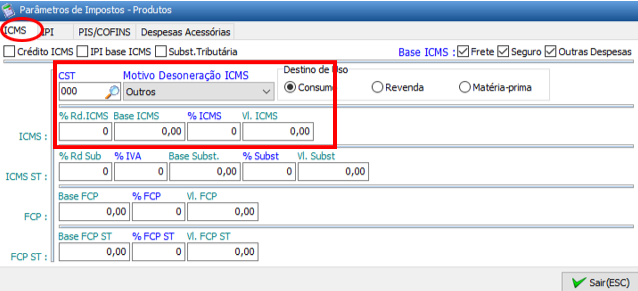 Parâmetros de Impostos - Produtos
ICMS IPI PIS/COFINS Despesas Acessórias
Crédito ICMS IPI base ICMS Subst.Tributária Base ICMS : Frete Seguro Outras Despesas
CST Motivo Desoneração ICMS Destino de Uso
000 Outros Consumo Revenda Matéria-prima
% Rd.ICMS Base ICMS % ICMS Vl. ICMS
ICMS : 0 0,00 0 0,00
% Rd Sub % IVA Base Subst. % Subst Vl. Subst
ICMS ST : 0 0 0,00 0 0,00
Base FCP % FCP Vl. FCP
FCP : 0,00 0 0,00
Base FCP ST % FCP ST Vl. FCP ST
FCP ST : 0,00 0 0,00
Sair(ESC)